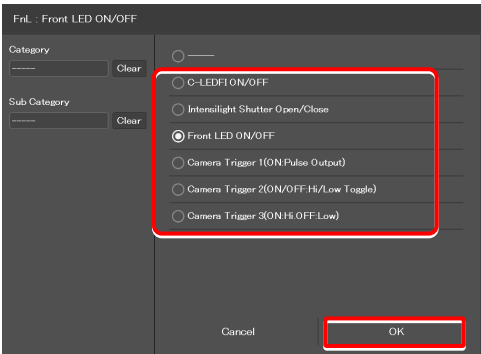 FnL : Front LED ON/OFF
Category
-----
Clear
Sub Category
-----
Clear
-----
C-LEDFI ON/OFF
Intensilight Shutter Open/Close
Front LED ON/OFF
Camera Trigger 1(ON:Pulse Output)
Camera Trigger 2(ON/OFF:Hi/Low Toggle)
Camera Trigger 3(ON:Hi.OFF:Low)
Cancel
OK